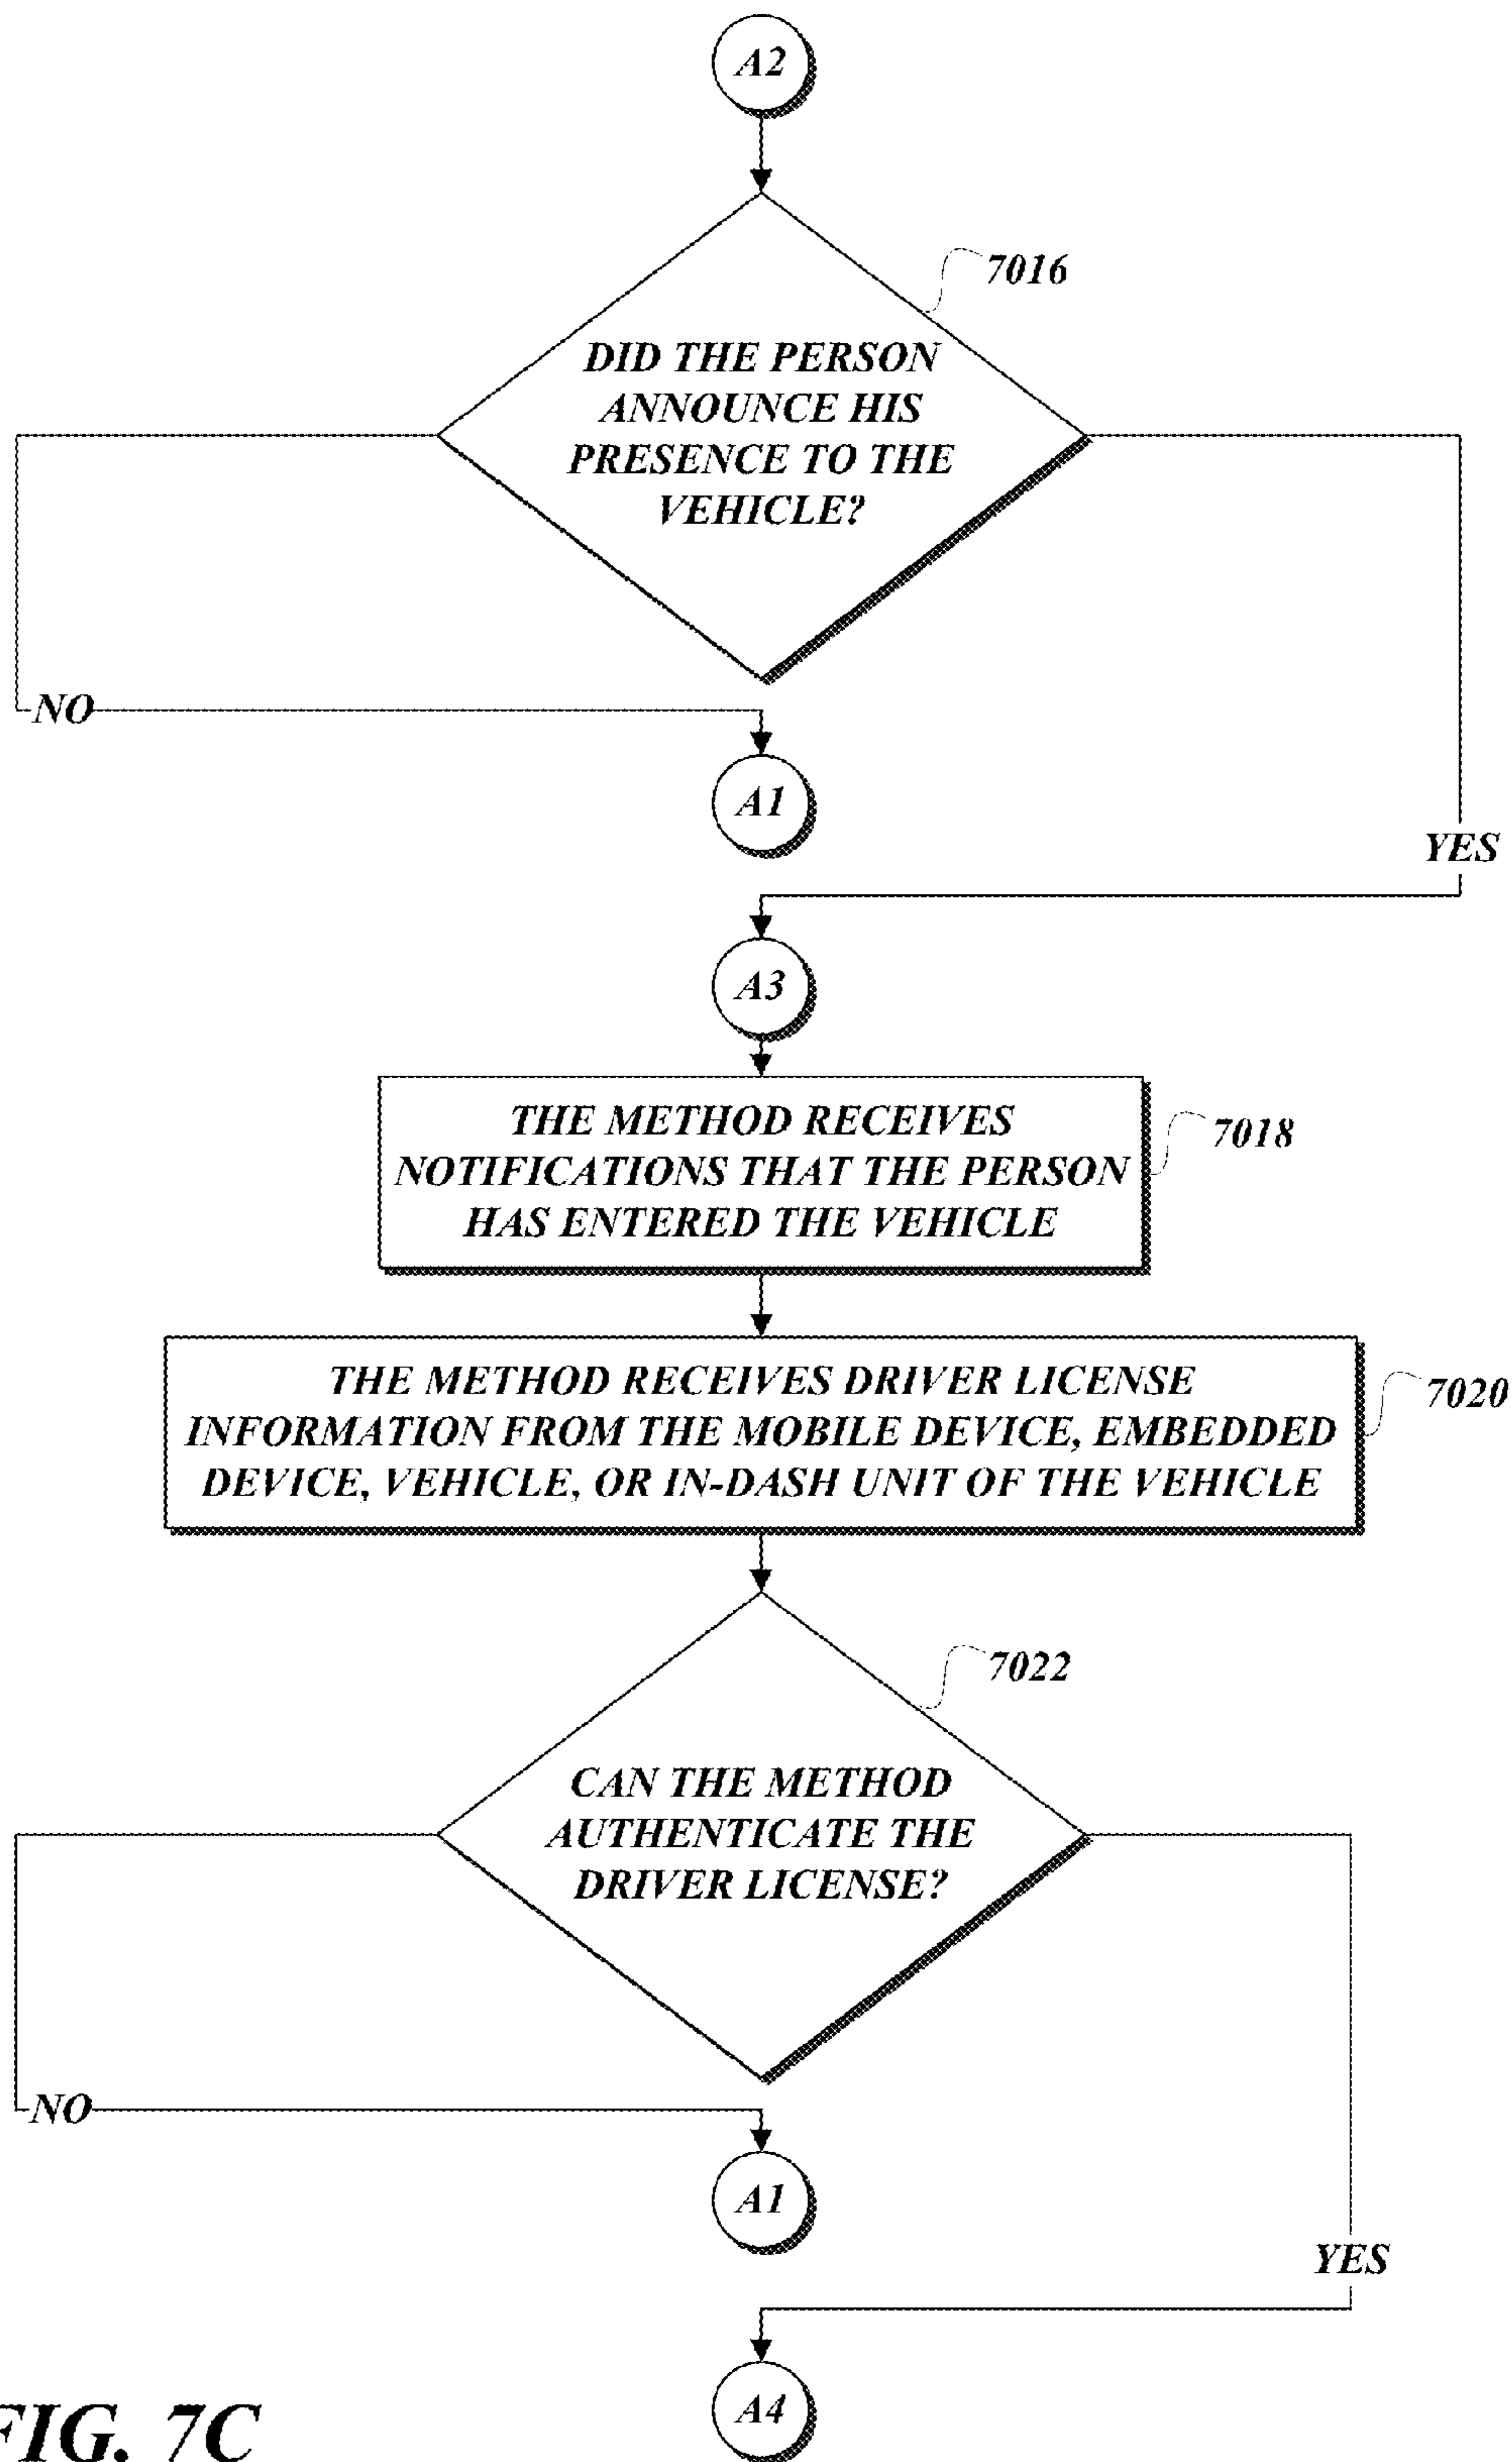 A2
7016
DID THE PERSON
ANNOUNCE HIS
PRESENCE TO THE
VEHICLE?
NO
A1
YES
A3
THE METHOD RECEIVES
NOTIFICATIONS THAT THE PERSON
HAS ENTERED THE VEHICLE
7018
THE METHOD RECEIVES DRIVER LICENSE
INFORMATION FROM THE MOBILE DEVICE, EMBEDDED
DEVICE, VEHICLE, OR IN-DASH UNIT OF THE VEHICLE
7020
7022
CAN THE METHOD
AUTHENTICATE THE
DRIVER LICENSE?
NO
A1
YES
A4
FIG. 7C